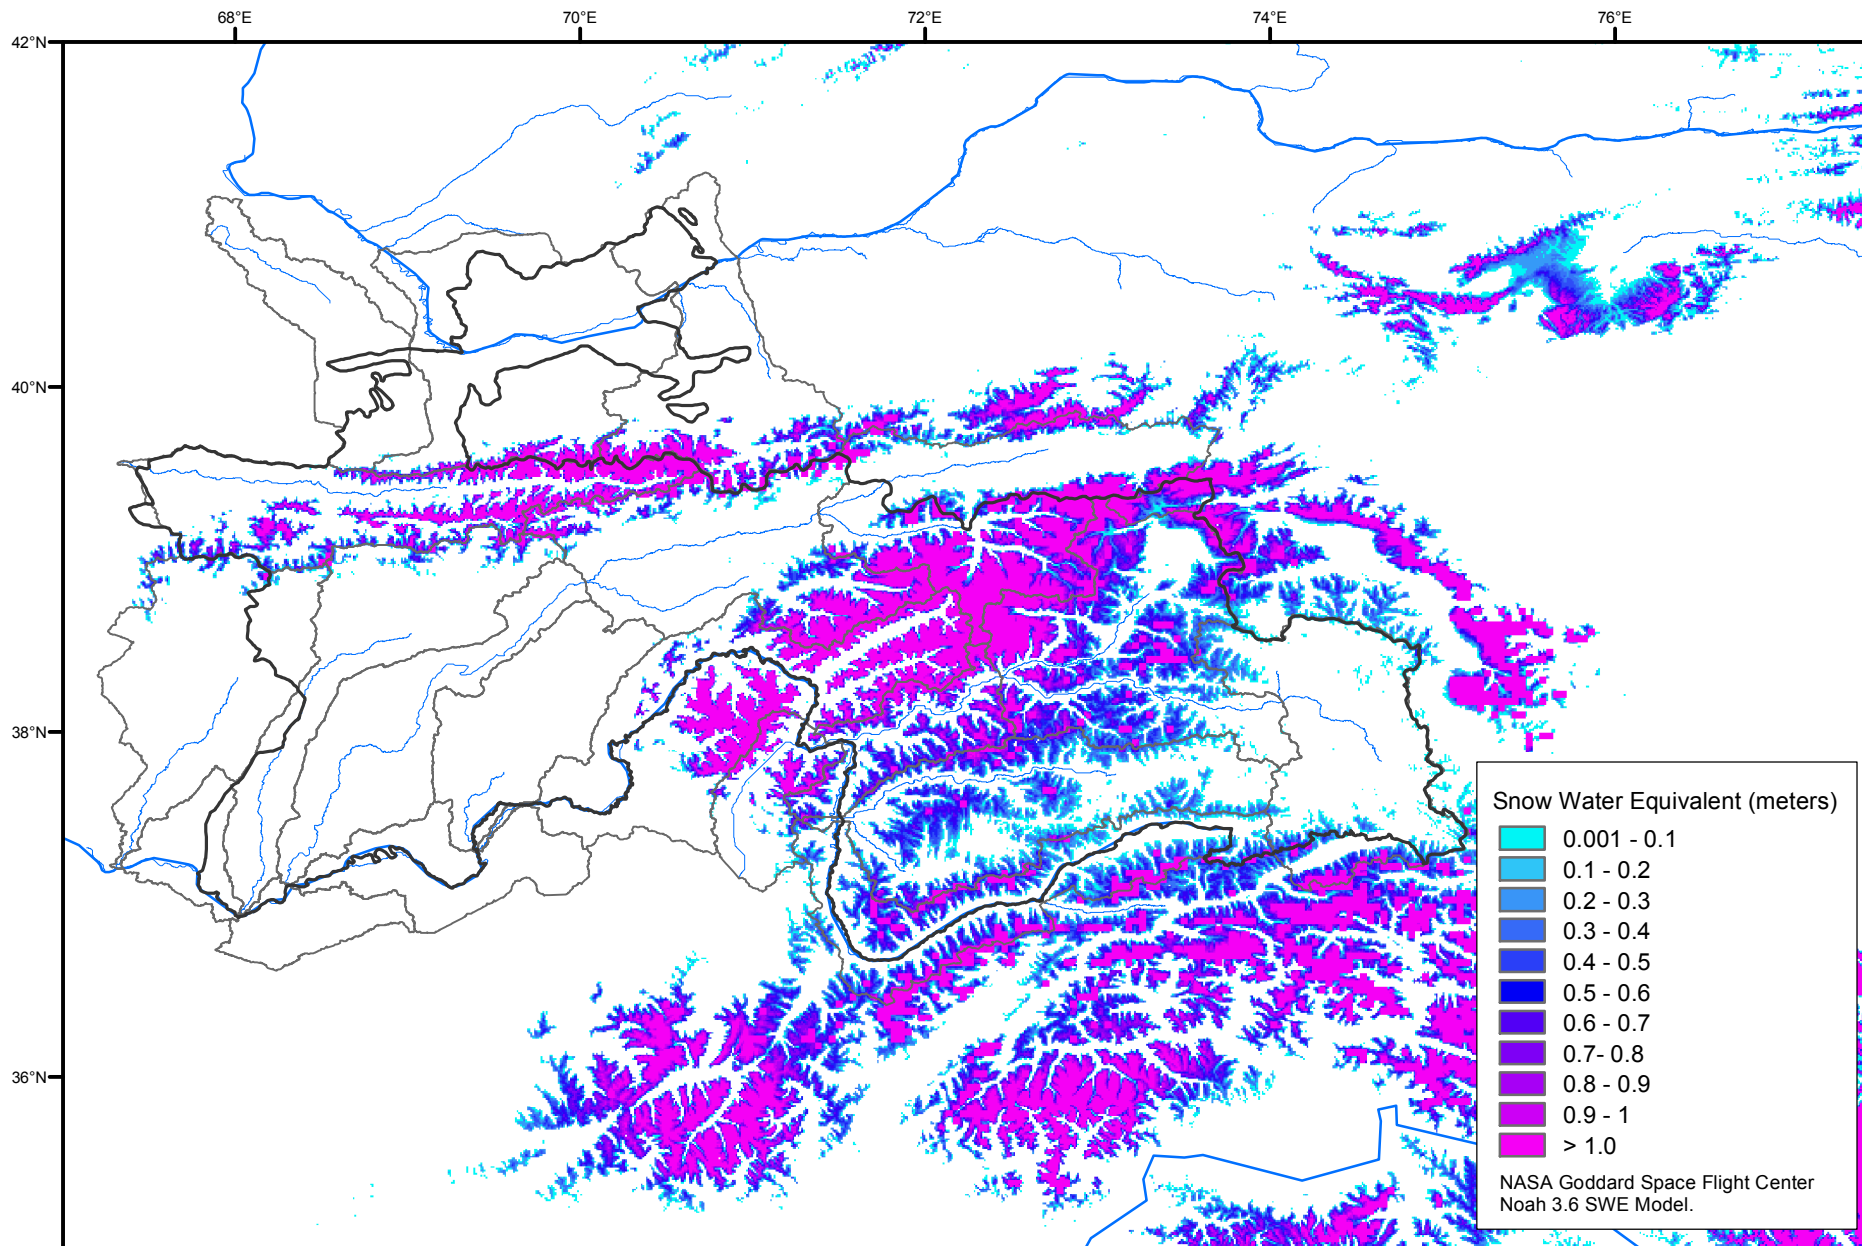 68°E
70°E
72°E
74°E
76°E
42°N
40°N
38°N
36°N
Snow Water Equivalent (meters)
0.001 - 0.1
0.1 - 0.2
0.2 - 0.3
0.3 - 0.4
0.4 - 0.5
0.5 - 0.6
0.6 - 0.7
0.7- 0.8
0.8 - 0.9
0.9 - 1
> 1.0
NASA Goddard Space Flight Center
Noah 3.6 SWE Model.